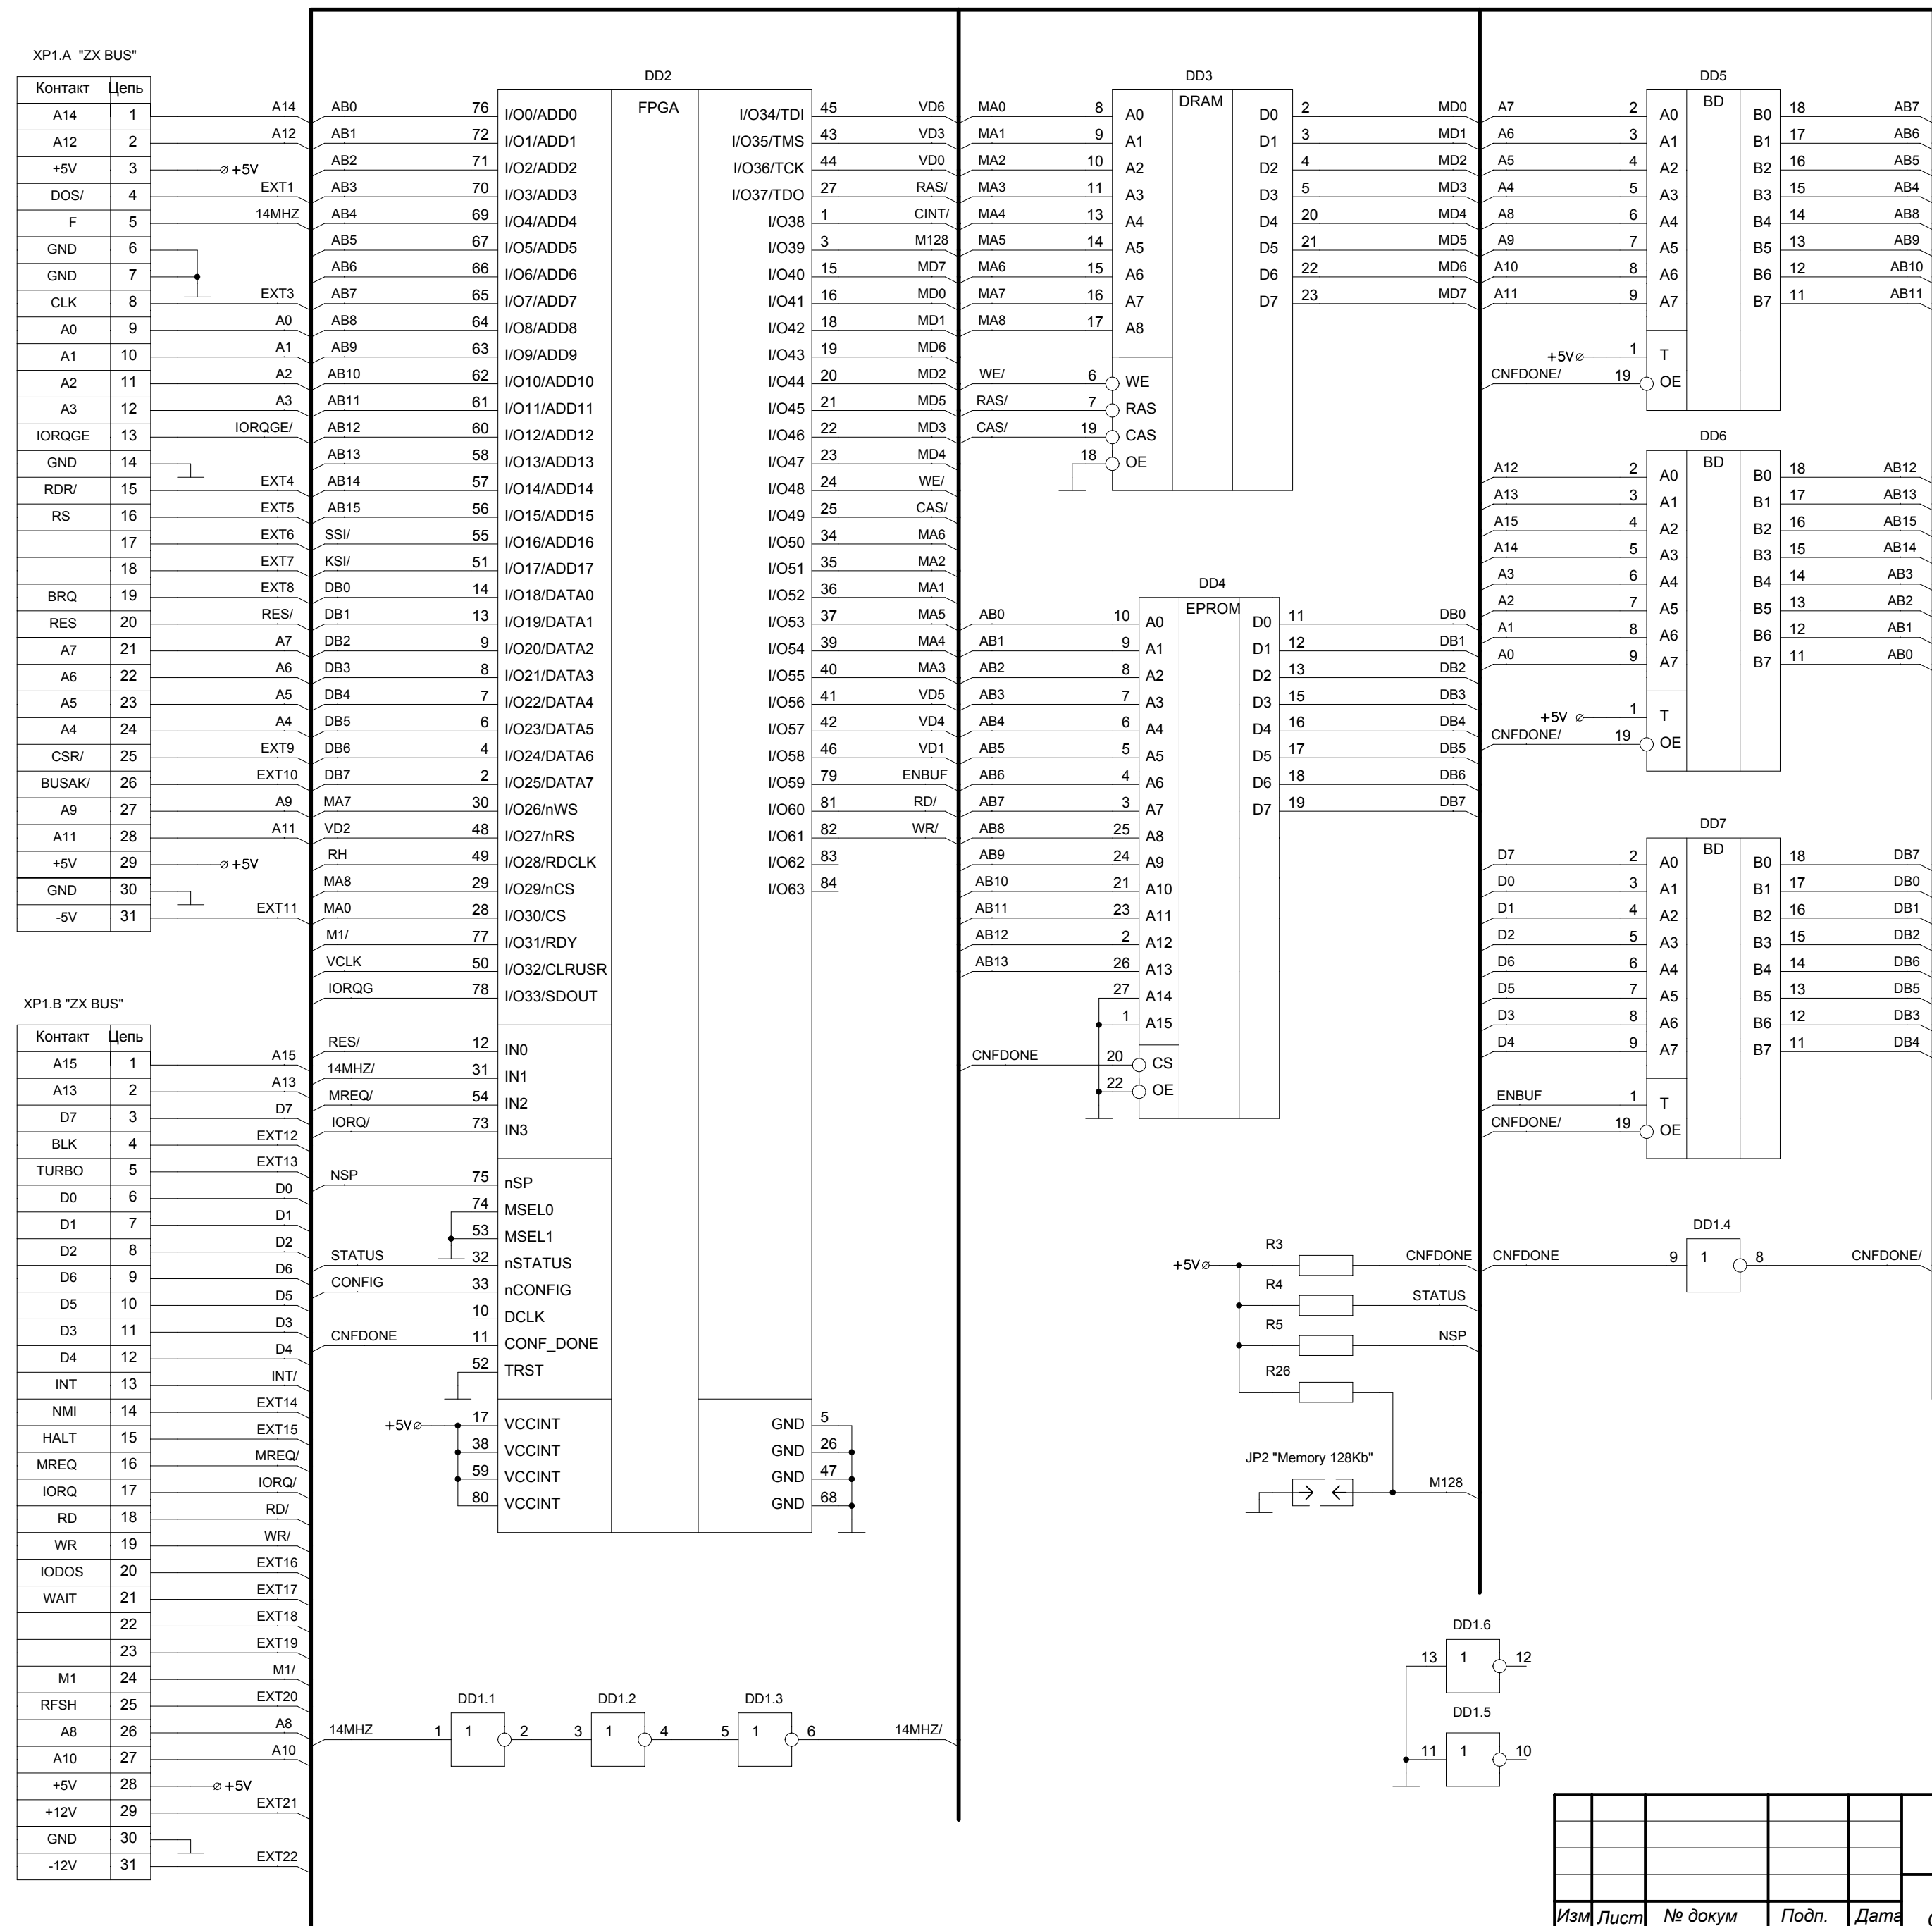 XP1.A "ZX BUS"
Контакт Цепь
A14 1 A14
A12 2 A12
+5V 3 +5V
DOS/ 4 EXT1
F 5 14MHZ
GND 6
GND 7
CLK 8 EXT3
A0 9 A0
A1 10 A1
A2 11 A2
A3 12 A3
IORQGE 13 IORQGE/
GND 14
RDR/ 15 EXT4
RS 16 EXT5
17 EXT6
18 EXT7
BRQ 19 EXT8
RES 20 RES/
A7 21 A7
A6 22 A6
A5 23 A5
A4 24 A4
CSR/ 25 EXT9
BUSAK/ 26 EXT10
A9 27 A9
A11 28 A11
+5V 29 +5V
GND 30
-5V 31 EXT11
XP1.B "ZX BUS"
Контакт Цепь
A15 1 A15
A13 2 A13
D7 3 D7
BLK 4 EXT12
TURBO 5 EXT13
D0 6 D0
D1 7 D1
D2 8 D2
D6 9 D6
D5 10 D5
D3 11 D3
D4 12 D4
INT 13 INT/
NMI 14 EXT14
HALT 15 EXT15
MREQ 16 MREQ/
IORQ 17 IORQ/
RD 18 RD/
WR 19 WR/
IODOS 20 EXT16
WAIT 21 EXT17
22 EXT18
23 EXT19
M1 24 M1/
RFSH 25 EXT20
A8 26 A8
A10 27 A10
+5V 28 +5V
+12V 29 EXT21
GND 30
-12V 31 EXT22
DD2
FPGA
AB0 76 I/O0/ADD0 I/O34/TDI 45 VD6
AB1 72 I/O1/ADD1 I/O35/TMS 43 VD3
AB2 71 I/O2/ADD2 I/O36/TCK 44 VD0
AB3 70 I/O3/ADD3 I/O37/TDO 27 RAS/
AB4 69 I/O4/ADD4 I/O38 1 CINT/
AB5 67 I/O5/ADD5 I/O39 3 M128
AB6 66 I/O6/ADD6 I/O40 15 MD7
AB7 65 I/O7/ADD7 I/O41 16 MD0
AB8 64 I/O8/ADD8 I/O42 18 MD1
AB9 63 I/O9/ADD9 I/O43 19 MD6
AB10 62 I/O10/ADD10 I/O44 20 MD2
AB11 61 I/O11/ADD11 I/O45 21 MD5
AB12 60 I/O12/ADD12 I/O46 22 MD3
AB13 58 I/O13/ADD13 I/O47 23 MD4
AB14 57 I/O14/ADD14 I/O48 24 WE/
AB15 56 I/O15/ADD15 I/O49 25 CAS/
SSI/ 55 I/O16/ADD16 I/O50 34 MA6
KSI/ 51 I/O17/ADD17 I/O51 35 MA2
DB0 14 I/O18/DATA0 I/O52 36 MA1
DB1 13 I/O19/DATA1 I/O53 37 MA5
DB2 9 I/O20/DATA2 I/O54 39 MA4
DB3 8 I/O21/DATA3 I/O55 40 MA3
DB4 7 I/O22/DATA4 I/O56 41 VD5
DB5 6 I/O23/DATA5 I/O57 42 VD4
DB6 4 I/O24/DATA6 I/O58 46 VD1
DB7 2 I/O25/DATA7 I/O59 79 ENBUF
MA7 30 I/O26/nWS I/O60 81 RD/
VD2 48 I/O27/nRS I/O61 82 WR/
RH 49 I/O28/RDCLK I/O62 83
MA8 29 I/O29/nCS I/O63 84
MA0 28 I/O30/CS
M1/ 77 I/O31/RDY
VCLK 50 I/O32/CLRUSR
IORQG 78 I/O33/SDOUT
RES/ 12 IN0
14MHZ/ 31 IN1
MREQ/ 54 IN2
IORQ/ 73 IN3
NSP 75 nSP
74 MSEL0
53 MSEL1
STATUS 32 nSTATUS
CONFIG 33 nCONFIG
10 DCLK
CNFDONE 11 CONF_DONE
52 TRST
+5V 17 VCCINT GND 5
38 VCCINT GND 26
59 VCCINT GND 47
80 VCCINT GND 68
DD1.1 DD1.2 DD1.3
14MHZ 1 1 2 3 1 4 5 1 6 14MHZ/
DD3
DRAM
MA0 8 A0 D0 2 MD0
MA1 9 A1 D1 3 MD1
MA2 10 A2 D2 4 MD2
MA3 11 A3 D3 5 MD3
MA4 13 A4 D4 20 MD4
MA5 14 A5 D5 21 MD5
MA6 15 A6 D6 22 MD6
MA7 16 A7 D7 23 MD7
MA8 17 A8
WE/ 6 WE
RAS/ 7 RAS
CAS/ 19 CAS
18 OE
DD4
EPROM
AB0 10 A0 D0 11 DB0
AB1 9 A1 D1 12 DB1
AB2 8 A2 D2 13 DB2
AB3 7 A3 D3 15 DB3
AB4 6 A4 D4 16 DB4
AB5 5 A5 D5 17 DB5
AB6 4 A6 D6 18 DB6
AB7 3 A7 D7 19 DB7
AB8 25 A8
AB9 24 A9
AB10 21 A10
AB11 23 A11
AB12 2 A12
AB13 26 A13
27 A14
1 A15
CNFDONE 20 CS
22 OE
+5V R3 CNFDONE
R4 STATUS
R5 NSP
R26
JP2 "Memory 128Kb"
M128
DD1.6
13 1 12
DD1.5
11 1 10
DD5
BD
A7 2 A0 B0 18 AB7
A6 3 A1 B1 17 AB6
A5 4 A2 B2 16 AB5
A4 5 A3 B3 15 AB4
A8 6 A4 B4 14 AB8
A9 7 A5 B5 13 AB9
A10 8 A6 B6 12 AB10
A11 9 A7 B7 11 AB11
+5V 1 T
CNFDONE/ 19 OE
DD6
BD
A12 2 A0 B0 18 AB12
A13 3 A1 B1 17 AB13
A15 4 A2 B2 16 AB15
A14 5 A3 B3 15 AB14
A3 6 A4 B4 14 AB3
A2 7 A5 B5 13 AB2
A1 8 A6 B6 12 AB1
A0 9 A7 B7 11 AB0
+5V 1 T
CNFDONE/ 19 OE
DD7
BD
D7 2 A0 B0 18 DB7
D0 3 A1 B1 17 DB0
D1 4 A2 B2 16 DB1
D2 5 A3 B3 15 DB2
D6 6 A4 B4 14 DB6
D5 7 A5 B5 13 DB5
D3 8 A6 B6 12 DB3
D4 9 A7 B7 11 DB4
ENBUF 1 T
CNFDONE/ 19 OE
DD1.4
CNFDONE 9 1 8 CNFDONE/
Изм Лист № докум Подп. Дата